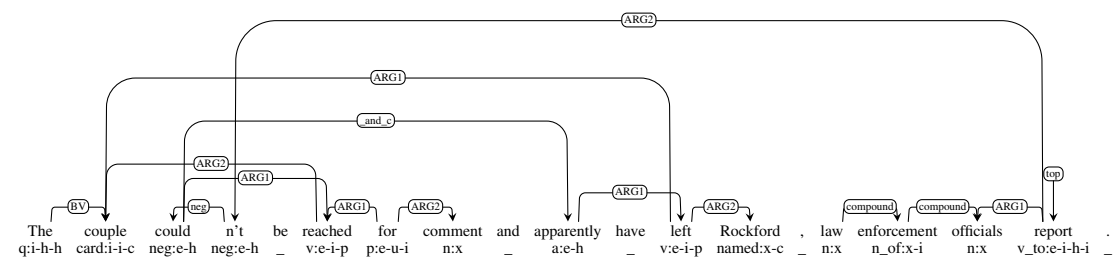 ARG2
ARG1
_and_c
ARG2
ARG1
top
BV neg ARG1 ARG2 ARG1 ARG2 compound compound ARG1
The couple could n't be reached for comment and apparently have left Rockford , law enforcement officials report .
q:i-h-h card:i-i-c neg:e-h neg:e-h _ v:e-i-p p:e-u-i n:x _ a:e-h _ v:e-i-p named:x-c _ n:x n_of:x-i n:x v_to:e-i-h-i _